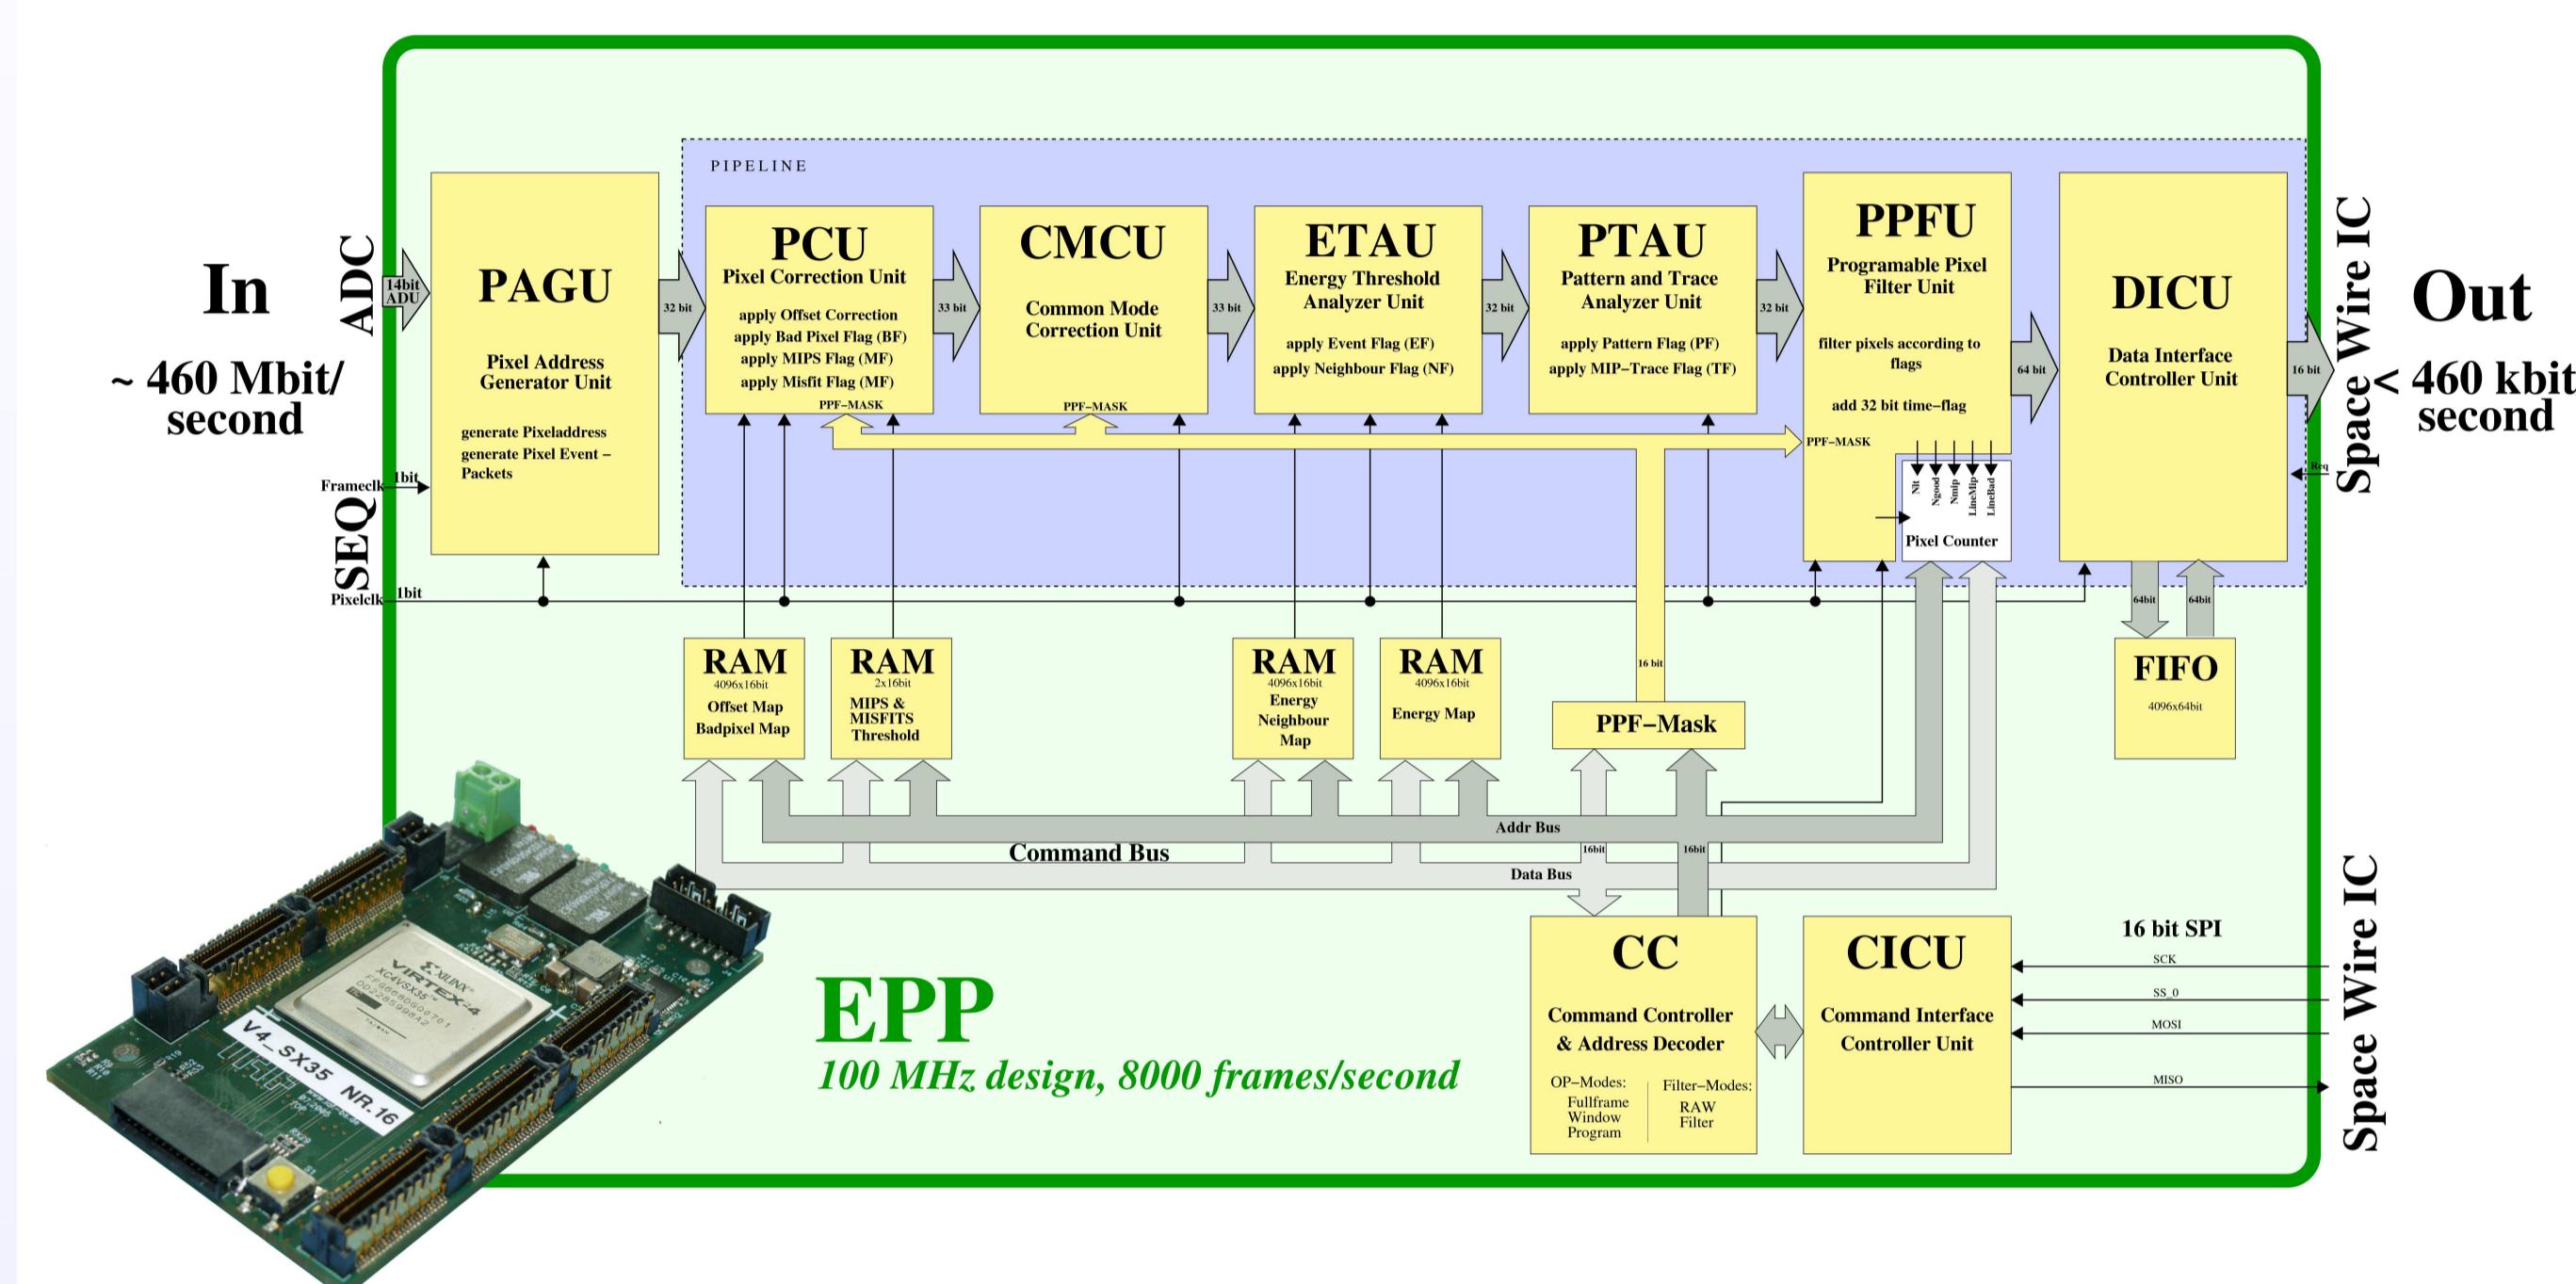 In
~ 460 Mbit/
second
ADC
14bit
ADU
SEQ
Frameclk
1bit
Pixelclk
1bit
PAGU
Pixel Address
Generator Unit
generate Pixeladdress
generate Pixel Event –
Packets
32 bit
PIPELINE
PCU
Pixel Correction Unit
apply Offset Correction
apply Bad Pixel Flag (BF)
apply MIPS Flag (MF)
apply Misfit Flag (MF)
PPF–MASK
33 bit
CMCU
Common Mode
Correction Unit
PPF–MASK
33 bit
ETAU
Energy Threshold
Analyzer Unit
apply Event Flag (EF)
apply Neighbour Flag (NF)
32 bit
PTAU
Pattern and Trace
Analyzer Unit
apply Pattern Flag (PF)
apply MIP–Trace Flag (TF)
32 bit
PPFU
Programable Pixel
Filter Unit
filter pixels according to
flags
add 32 bit time–flag
PPF–MASK
Nlt
Ngood
Nmip
LineMip
LineBad
Pixel Counter
64 bit
DICU
Data Interface
Controller Unit
16 bit
Req
Space Wire IC
Out
< 460 kbit
second
64bit
64bit
FIFO
4096x64bit
RAM
4096x16bit
Offset Map
Badpixel Map
RAM
2x16bit
MIPS &
MISFITS
Threshold
RAM
4096x16bit
Energy
Neighbour
Map
RAM
4096x16bit
Energy Map
16 bit
PPF–Mask
Addr Bus
Command Bus
16bit
16bit
Data Bus
CC
Command Controller
& Address Decoder
OP–Modes:
Fullframe
Window
Program
Filter–Modes:
RAW
Filter
CICU
Command Interface
Controller Unit
16 bit SPI
SCK
SS_0
MOSI
MISO
Space Wire IC
EPP
100 MHz design, 8000 frames/second
XILINX
VIRTEX-4
XC4VSX35
V4_SX35 NR.16